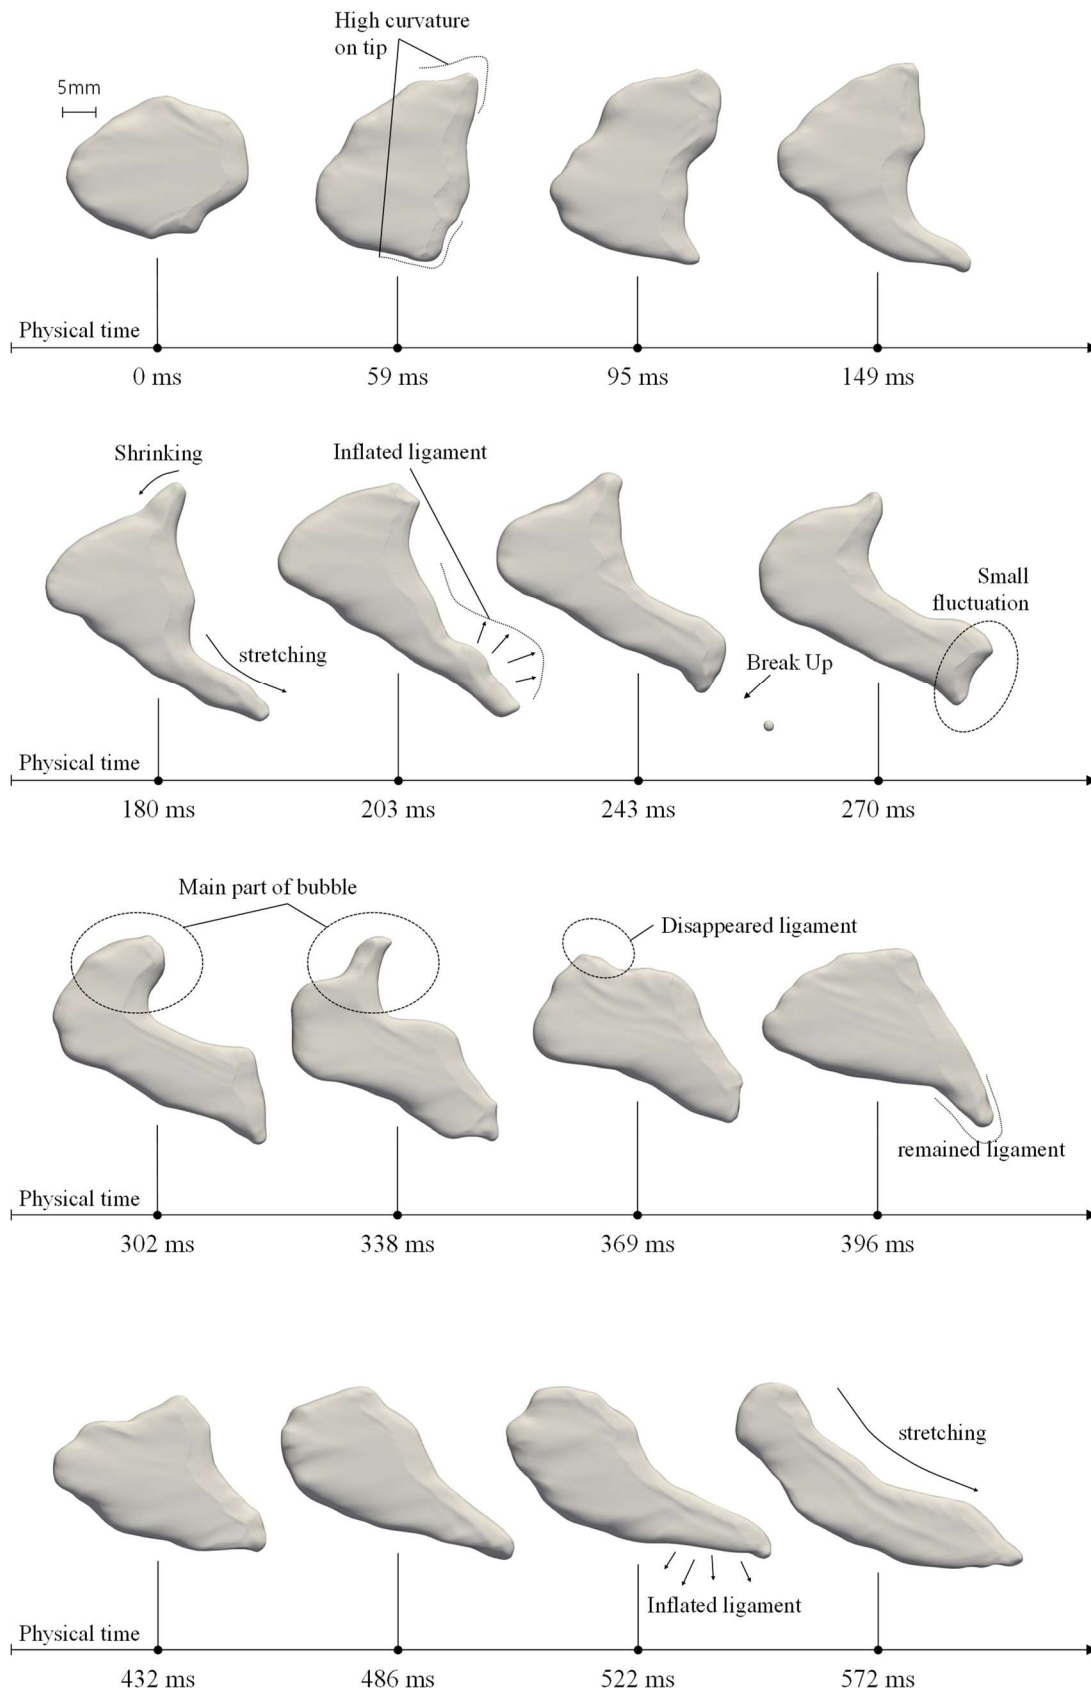 High curvature
on tip
5mm
Physical time
0 ms
59 ms
95 ms
149 ms
Shrinking
Inflated ligament
stretching
Small
fluctuation
Break Up
Physical time
180 ms
203 ms
243 ms
270 ms
Main part of bubble
Disappeared ligament
remained ligament
Physical time
302 ms
338 ms
369 ms
396 ms
stretching
Inflated ligament
Physical time
432 ms
486 ms
522 ms
572 ms